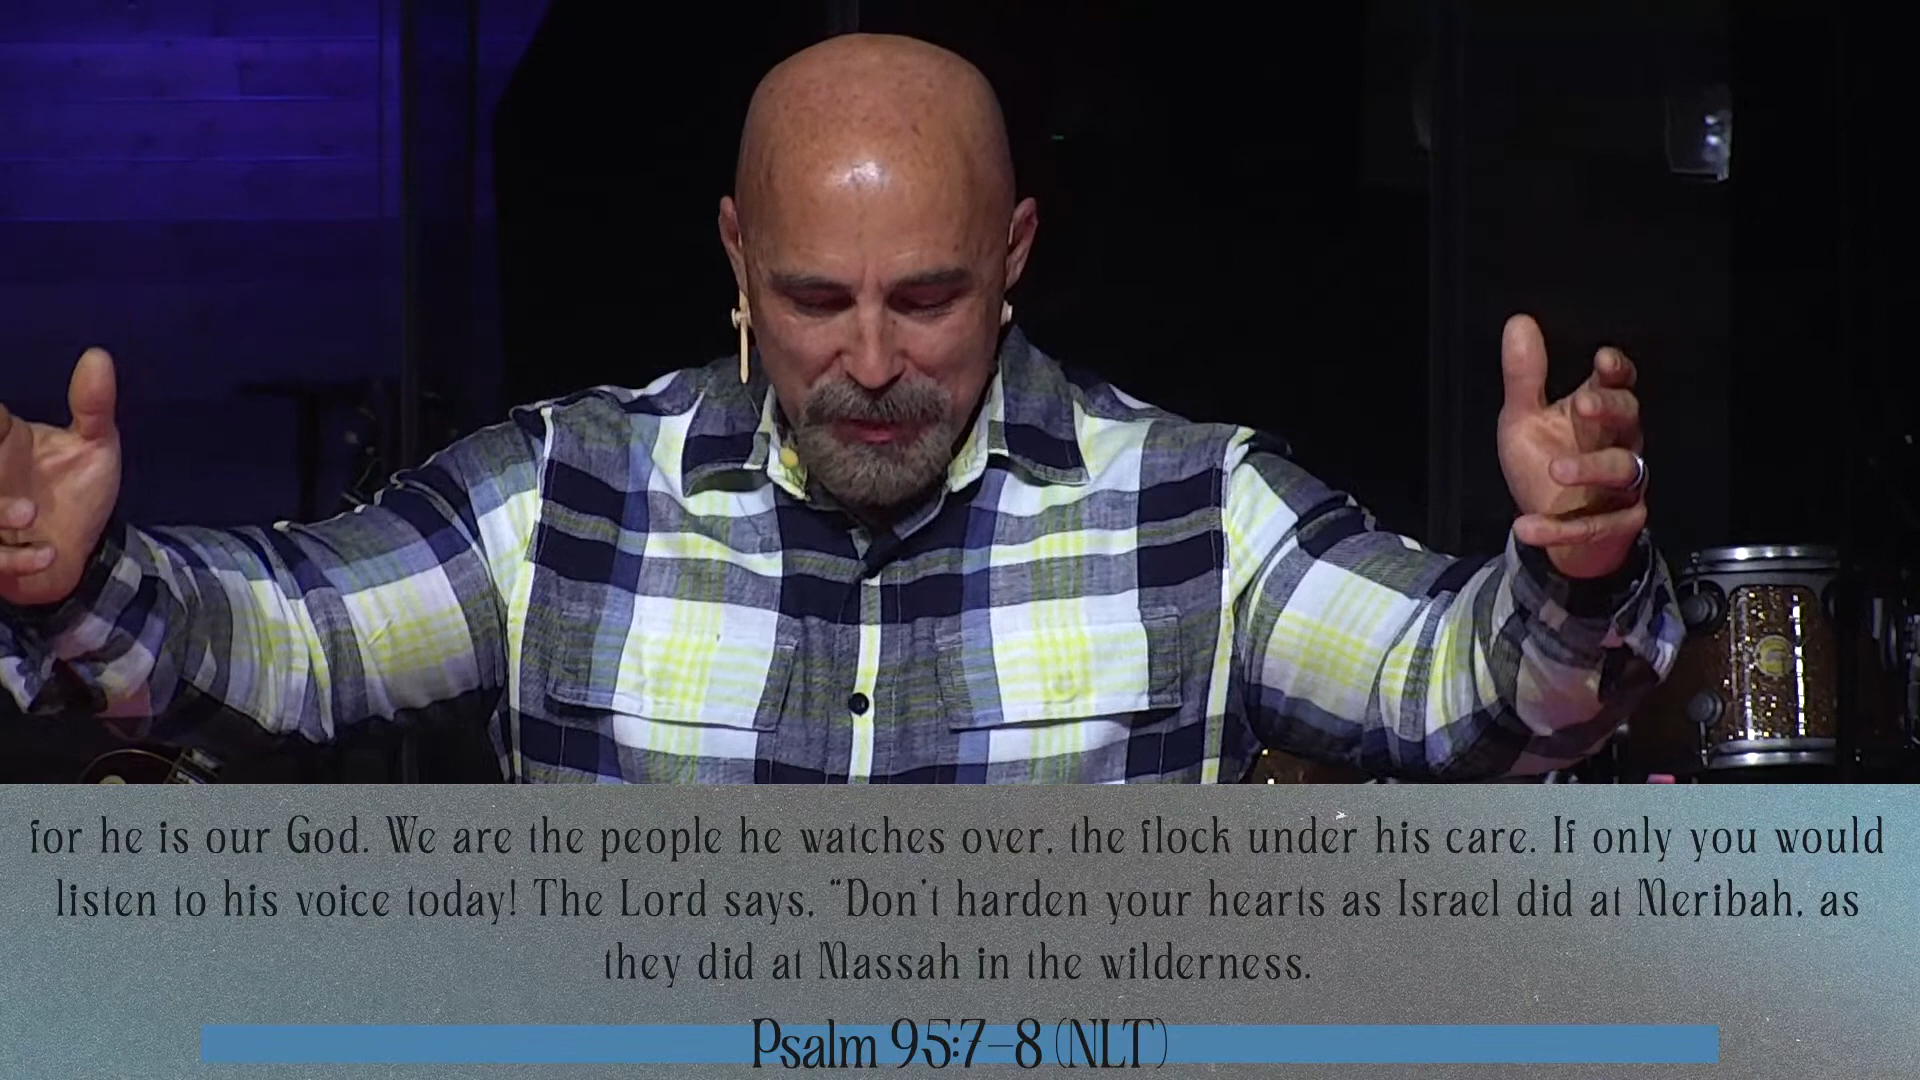 for he is our God. We are the people he watches over, the flock under his care. If only you would
listen to his voice today! The Lord says, “Don’t harden your hearts as Israel did at Meribah, as
they did at Massah in the wilderness.
Psalm 95:7–8 (NLT)